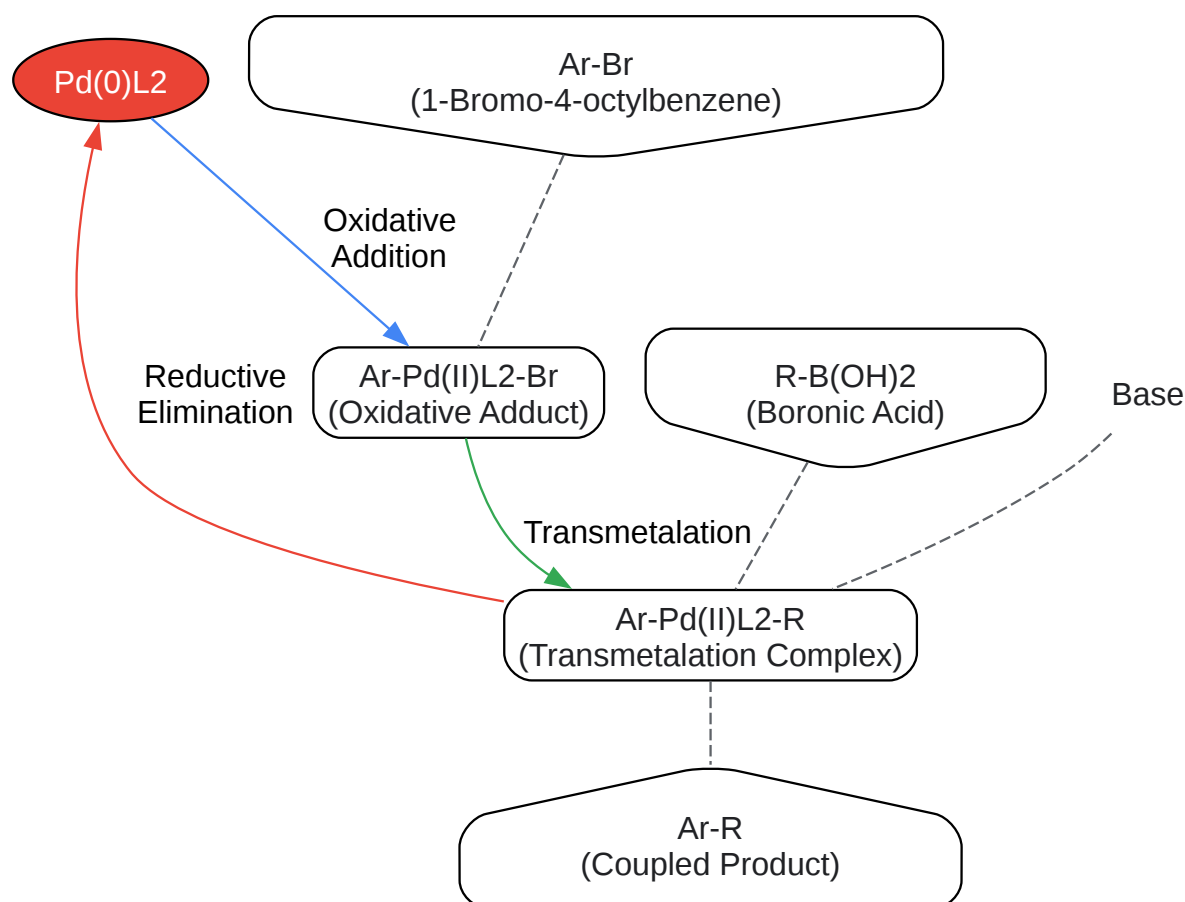 Pd(0)L2
Ar-Br
(1-Bromo-4-octylbenzene)
Oxidative
Addition
Reductive
Elimination
Ar-Pd(II)L2-Br
(Oxidative Adduct)
R-B(OH)2
(Boronic Acid)
Base
Transmetalation
Ar-Pd(II)L2-R
(Transmetalation Complex)
Ar-R
(Coupled Product)